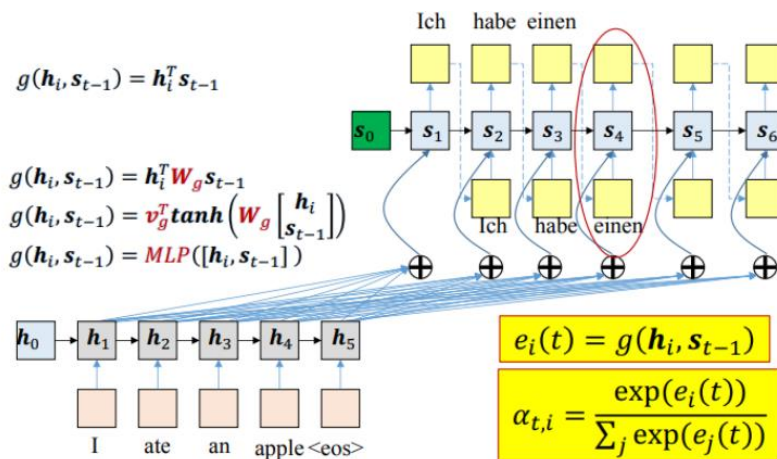 Ich habe einen
g(h_i, s_{t−1}) = h_i^T s_{t−1}
s_0 s_1 s_2 s_3 s_4 s_5 s_6
g(h_i, s_{t−1}) = h_i^T W_g s_{t−1}
g(h_i, s_{t−1}) = v_g^T tanh(W_g [h_i s_{t−1}])
Ich habe einen
g(h_i, s_{t−1}) = MLP([h_i, s_{t−1}])
h_0 h_1 h_2 h_3 h_4 h_5
e_i(t) = g(h_i, s_{t−1})
α_{t,i} = exp(e_i(t)) / ∑_j exp(e_j(t))
I ate an apple <eos>